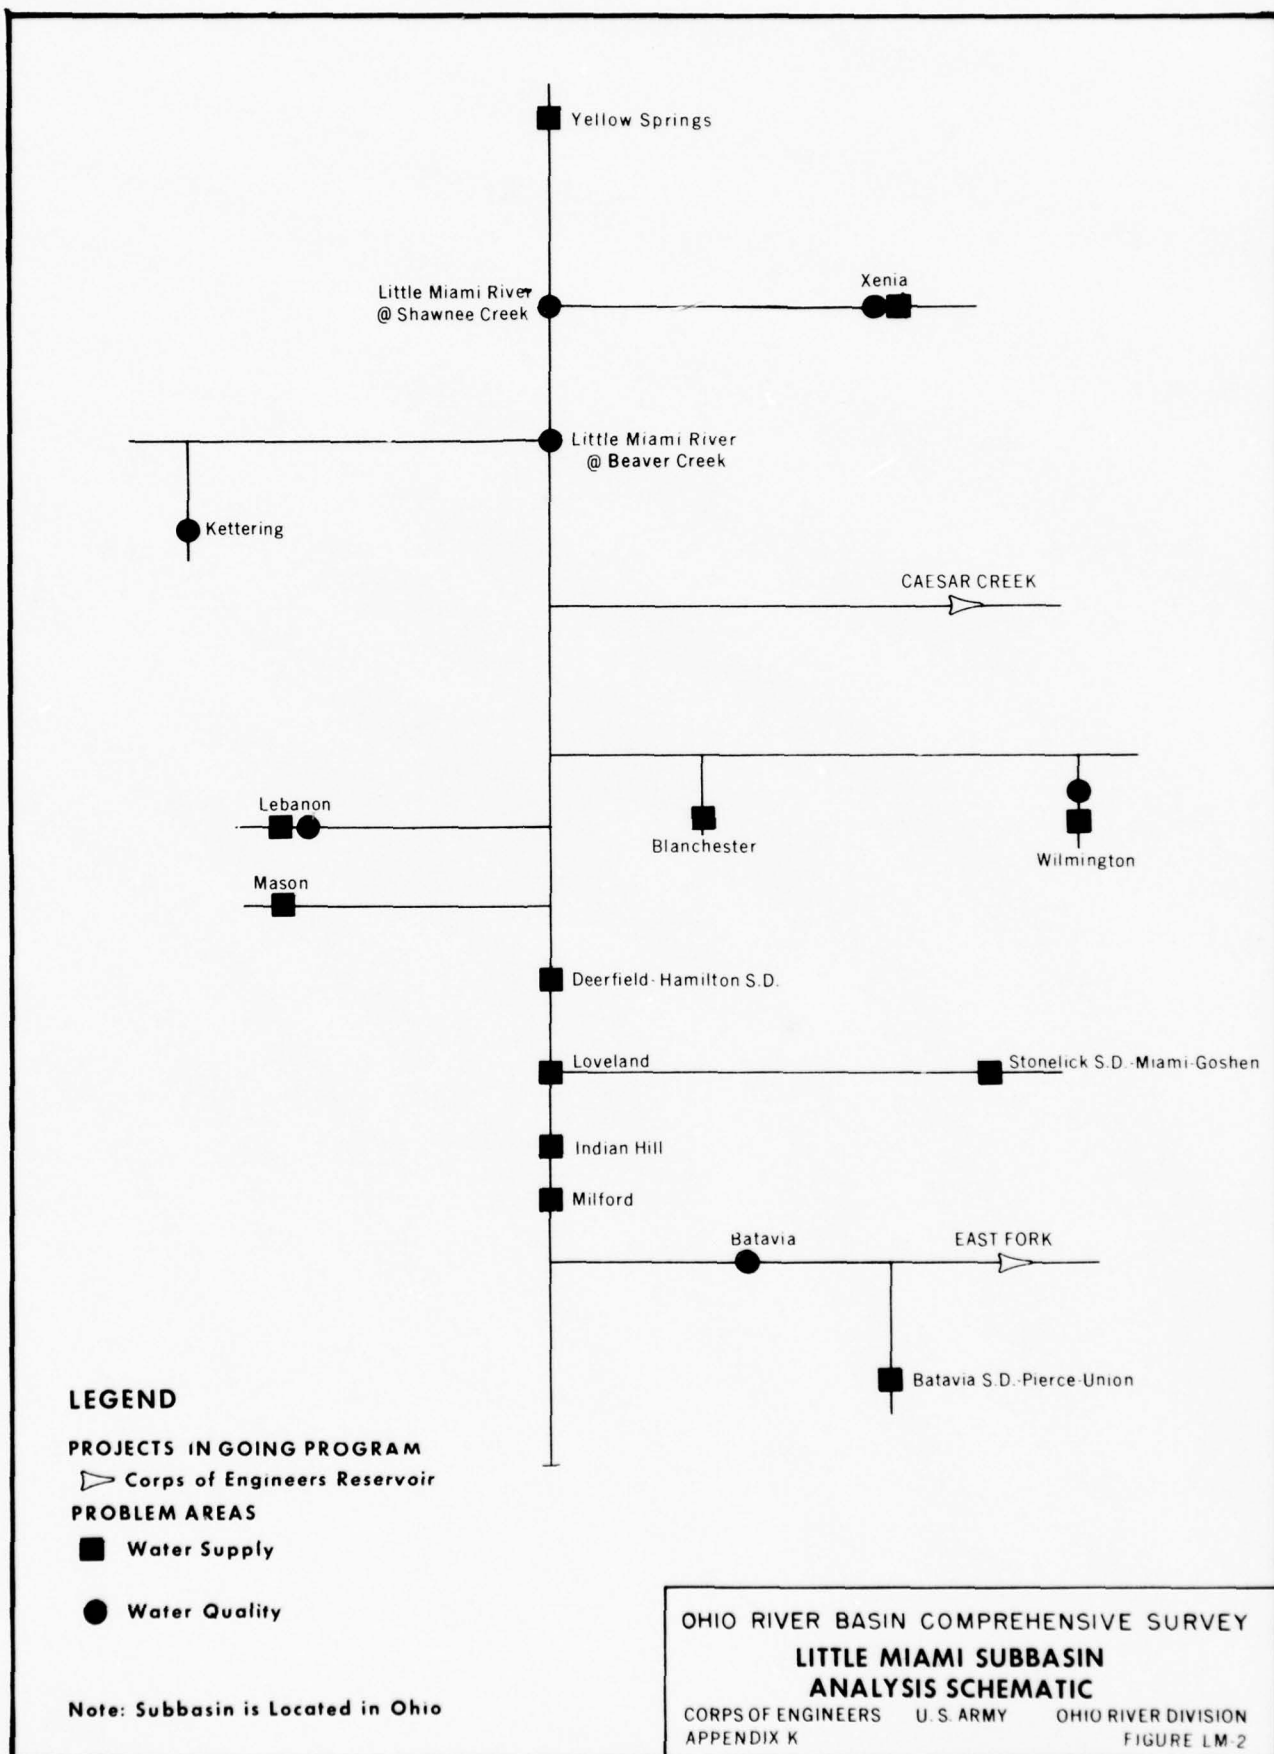 Yellow Springs
Xenia
Little Miami River
@ Shawnee Creek
Little Miami River
@ Beaver Creek
Kettering
CAESAR CREEK
Lebanon
Blanchester
Wilmington
Mason
Deerfield-Hamilton S.D.
Loveland
Stonelick S.D.-Miami-Goshen
Indian Hill
Milford
Batavia
EAST FORK
Batavia S.D.-Pierce-Union
LEGEND
PROJECTS IN GOING PROGRAM
Corps of Engineers Reservoir
PROBLEM AREAS
Water Supply
Water Quality
Note: Subbasin is Located in Ohio
OHIO RIVER BASIN COMPREHENSIVE SURVEY
LITTLE MIAMI SUBBASIN
ANALYSIS SCHEMATIC
CORPS OF ENGINEERS U.S. ARMY OHIO RIVER DIVISION
APPENDIX K FIGURE LM-2